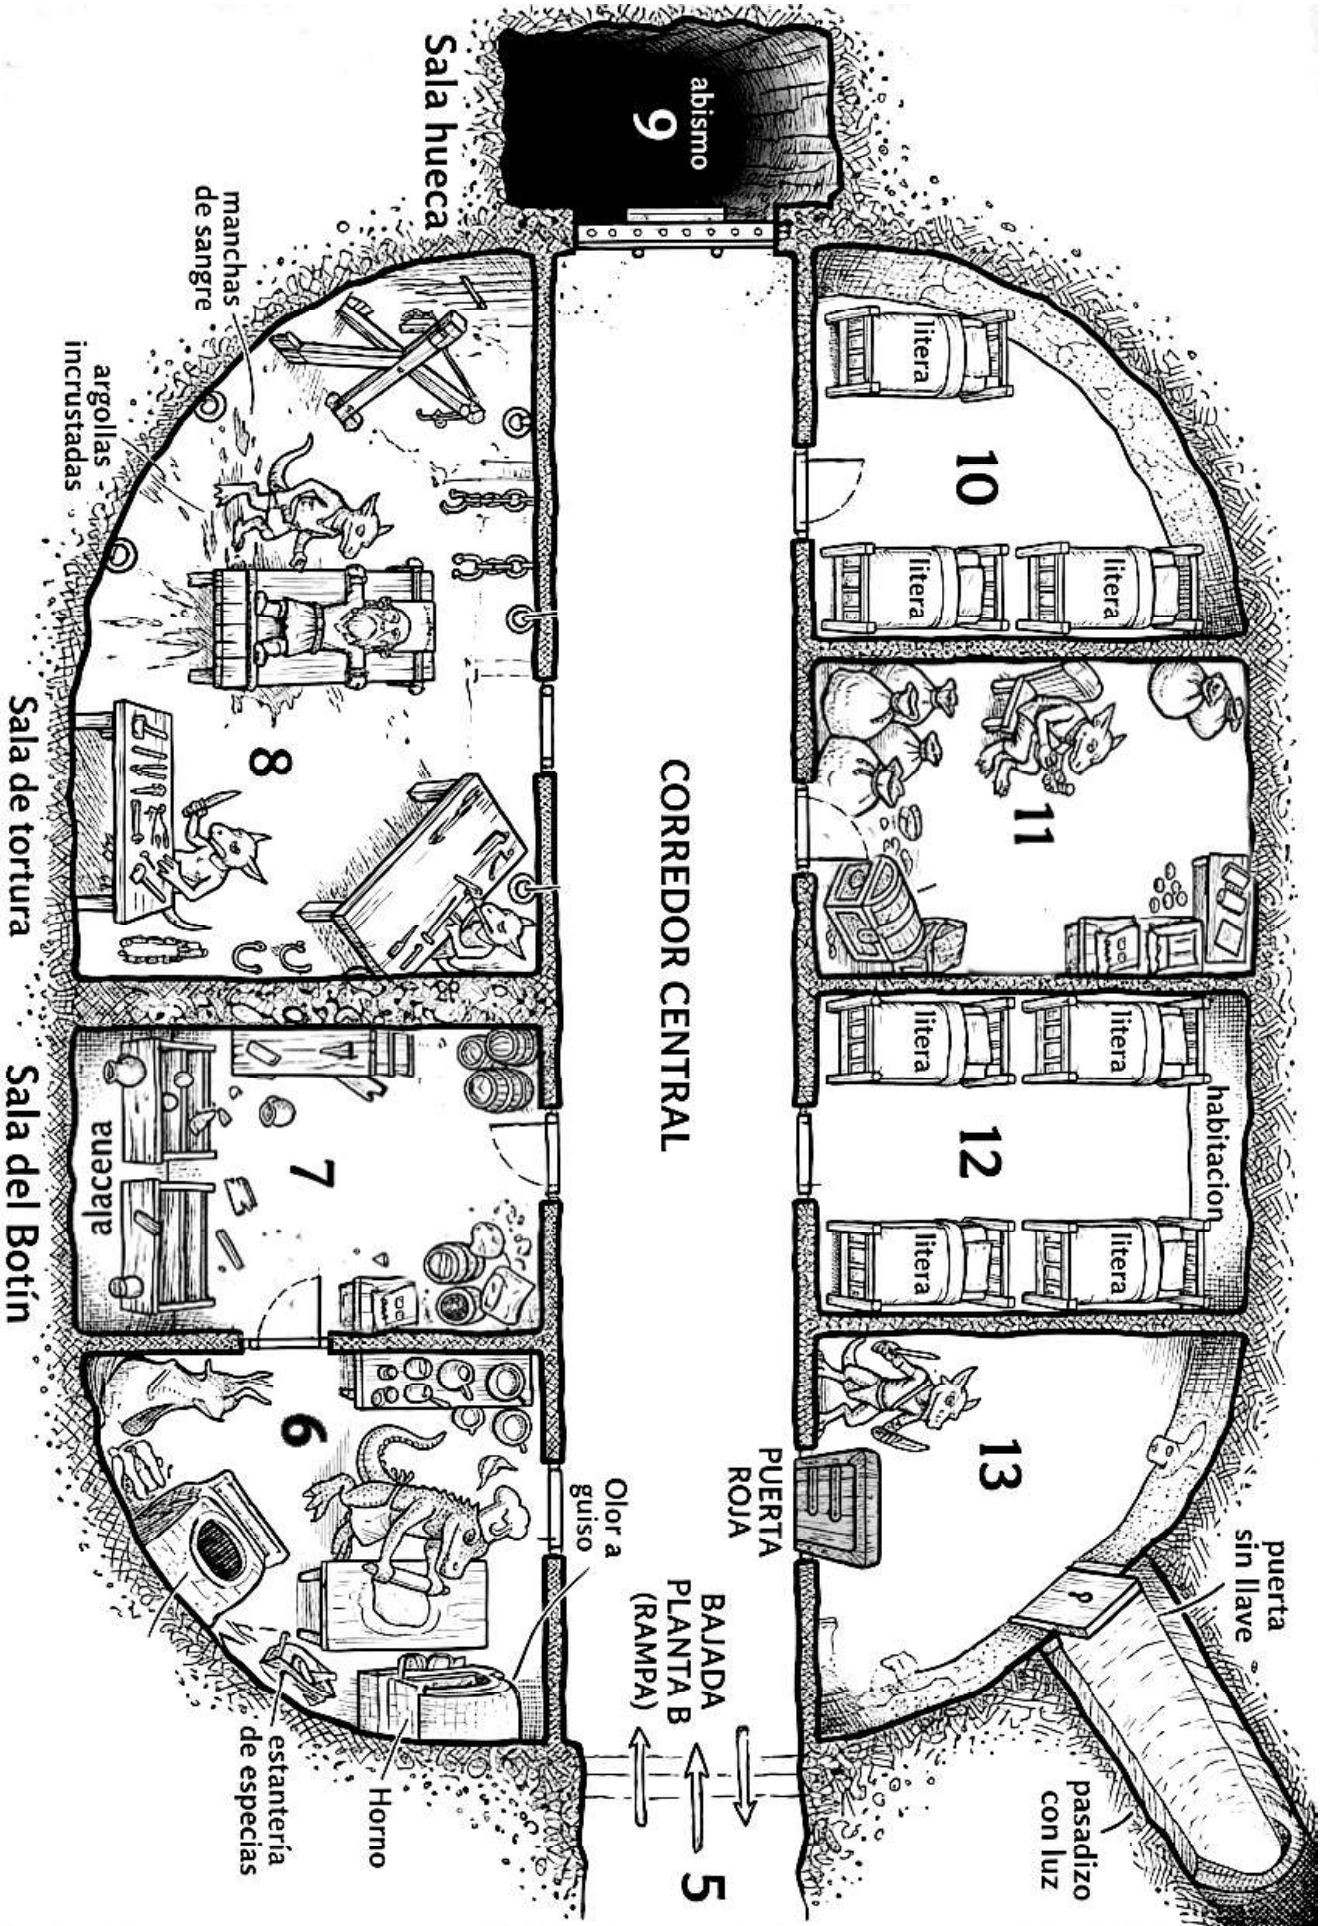 Sala hueca
abismo
9
manchas
de sangre
argollas
incrustadas
litera
10
litera
litera
8
Sala de tortura
11
CORREDOR CENTRAL
litera
litera
habitacion
12
litera
litera
Sala del Botín
alacena
7
6
Olor a
guiso
PUERTA
ROJA
13
puerta
sin llave
BAJADA
PLANTA B
(RAMPA)
estantería
de especias
Horno
5
pasadizo
con luz